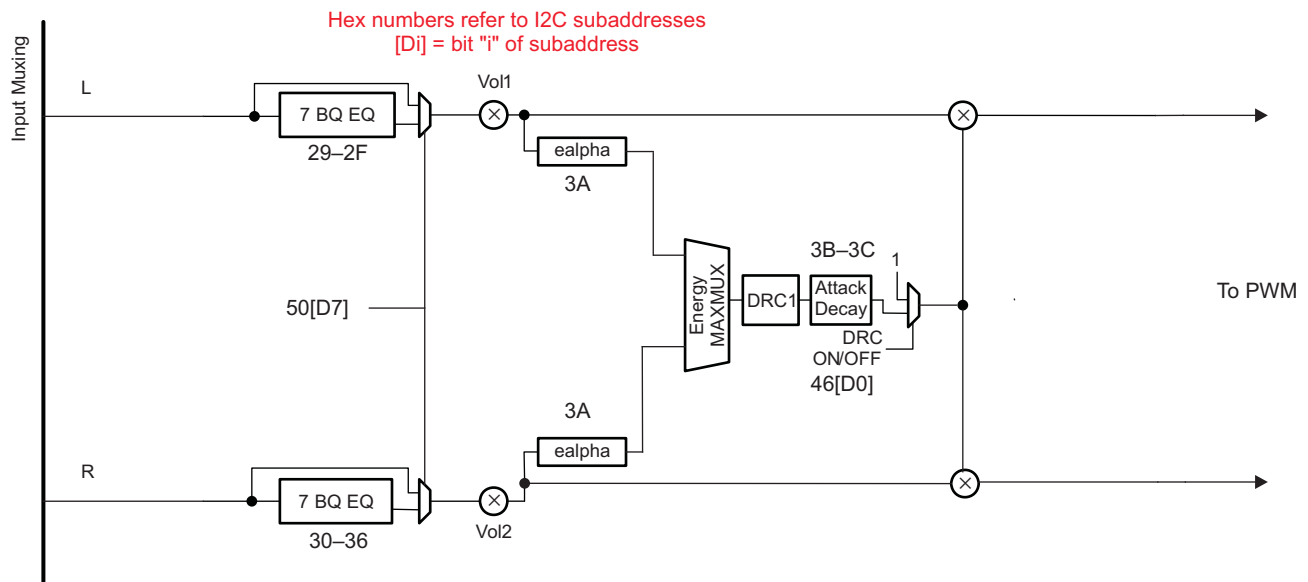 Hex numbers refer to I2C subaddresses
[Di] = bit "i" of subaddress
Input Muxing
L
7 BQ EQ
29–2F
Vol1
×
ealpha
3A
×
50[D7]
Energy
MAXMUX
DRC1
3B–3C
Attack
Decay
1
DRC
ON/OFF
46[D0]
To PWM
3A
ealpha
R
7 BQ EQ
30–36
×
Vol2
×